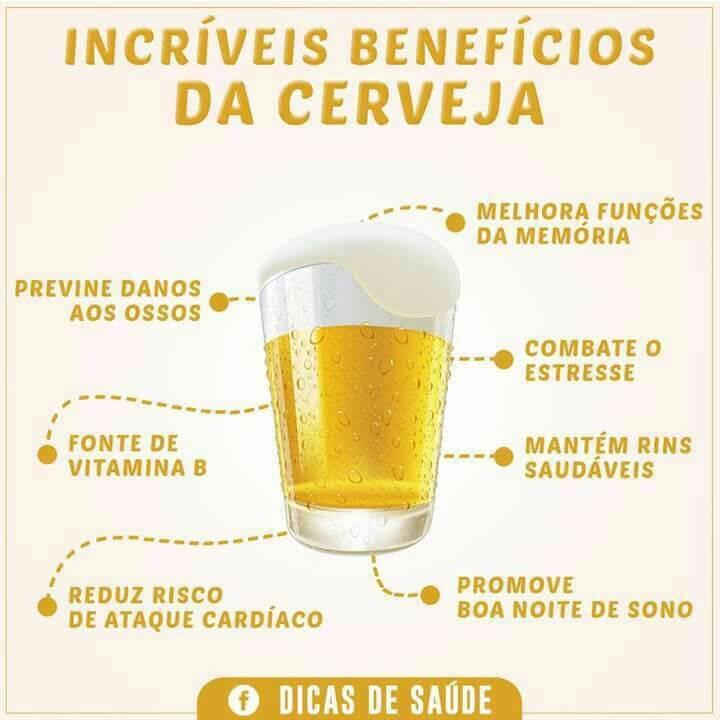 INCRÍVEIS BENEFÍCIOS
DA CERVEJA
MELHORA FUNÇÕES
DA MEMÓRIA
PREVINE DANOS
AOS OSSOS
COMBATE O
ESTRESSE
FONTE DE
VITAMINA B
MANTÉM RINS
SAUDÁVEIS
REDUZ RISCO
DE ATAQUE CARDÍACO
PROMOVE
BOA NOITE DE SONO
f DICAS DE SAÚDE